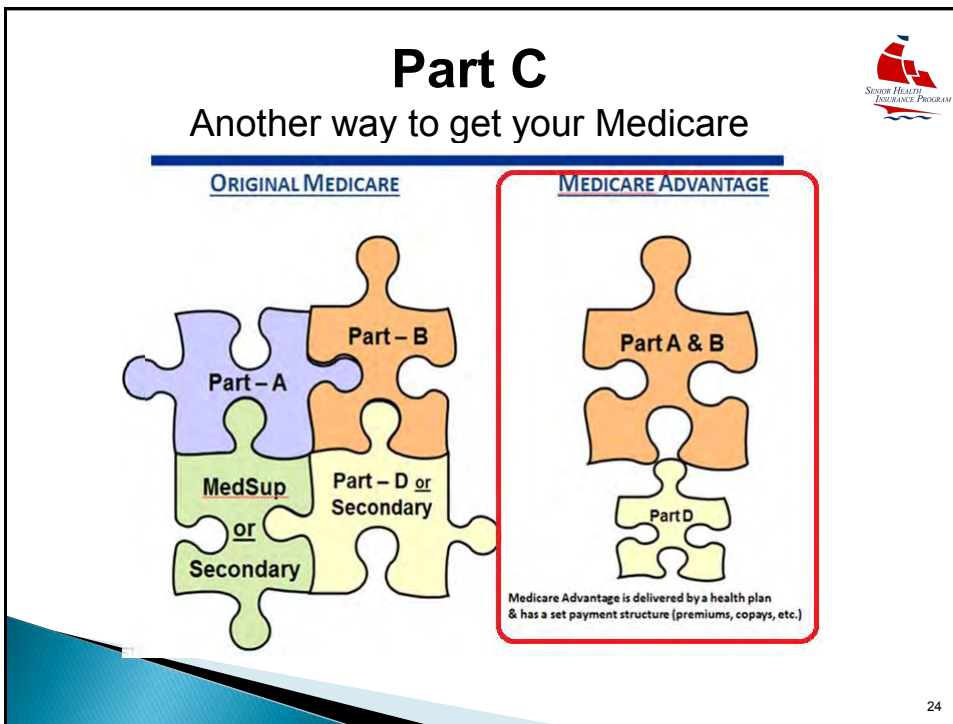 Part C
Another way to get your Medicare
SENIOR HEALTH
INSURANCE PROGRAM
ORIGINAL MEDICARE
MEDICARE ADVANTAGE
Part – B
Part – A
MedSup
or
Secondary
Part – D or
Secondary
Part A & B
Part D
Medicare Advantage is delivered by a health plan
& has a set payment structure (premiums, copays, etc.)
24